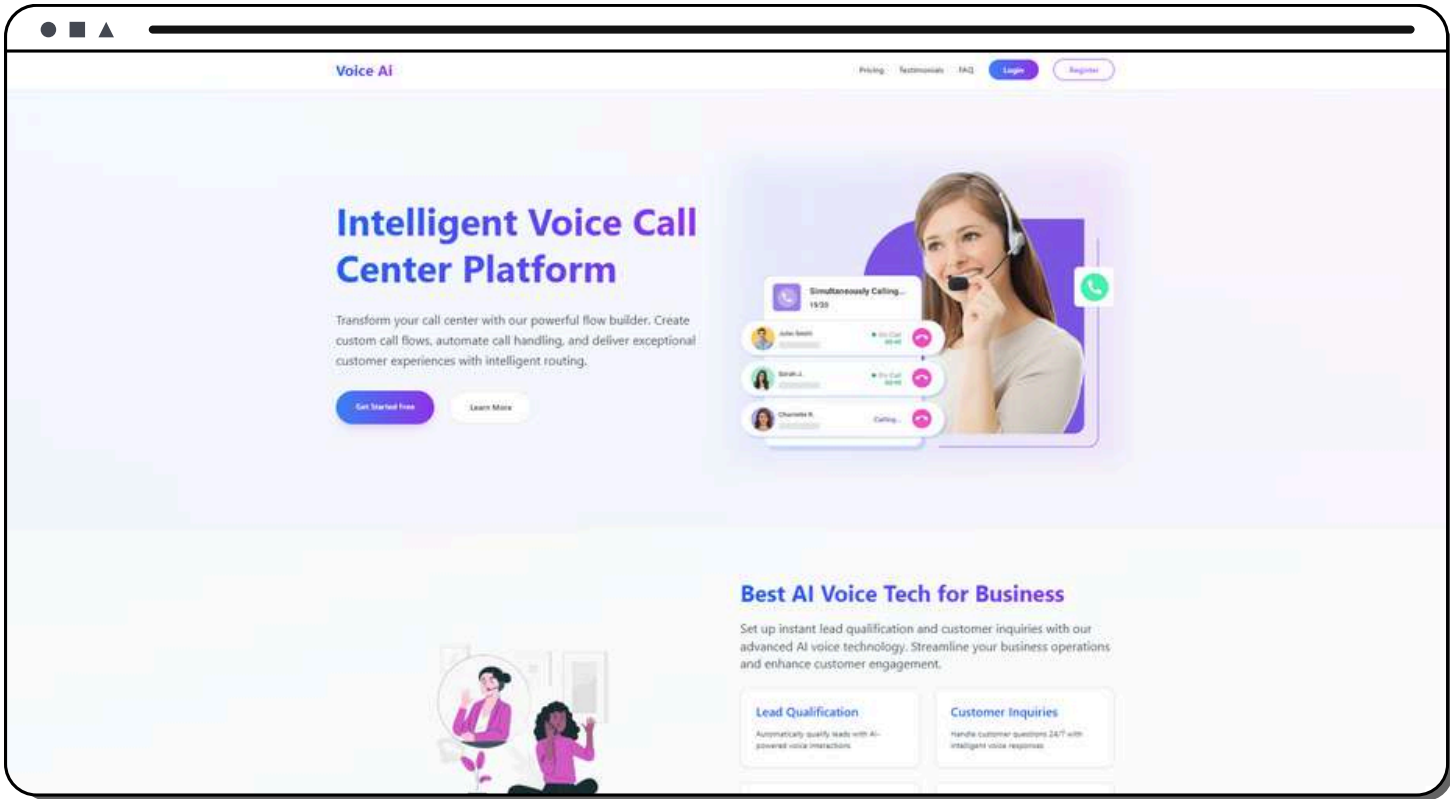 Voice Ai
Pricing Testimonials FAQ Login Register
Intelligent Voice Call
Center Platform
Transform your call center with our powerful flow builder. Create
custom call flows, automate call handling, and deliver exceptional
customer experiences with intelligent routing.
Get Started Free Learn More
Simultaneously Calling...
15/20
John Smith
On Call
Sarah J.
On Call
Charlotte K.
Calling...
Best AI Voice Tech for Business
Set up instant lead qualification and customer inquiries with our
advanced AI voice technology. Streamline your business operations
and enhance customer engagement.
Lead Qualification
Automatically qualify leads with AI-
powered voice interactions
Customer Inquiries
Handle customer questions 24/7 with
intelligent voice responses